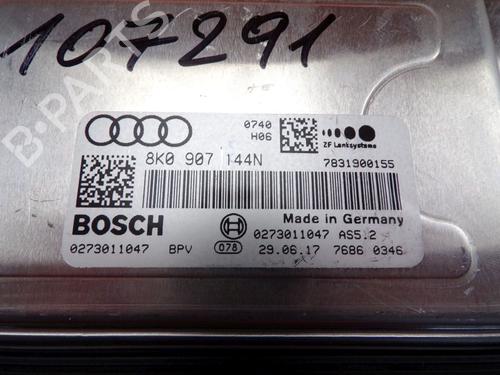 107291
B-PARTS
0740
H06
ZF Lenksysteme
8K0 907 144N
7831900155
BOSCH
Made in Germany
0273011047 AS5.2
0273011047 BPV 078 29.06.17 7686 0346